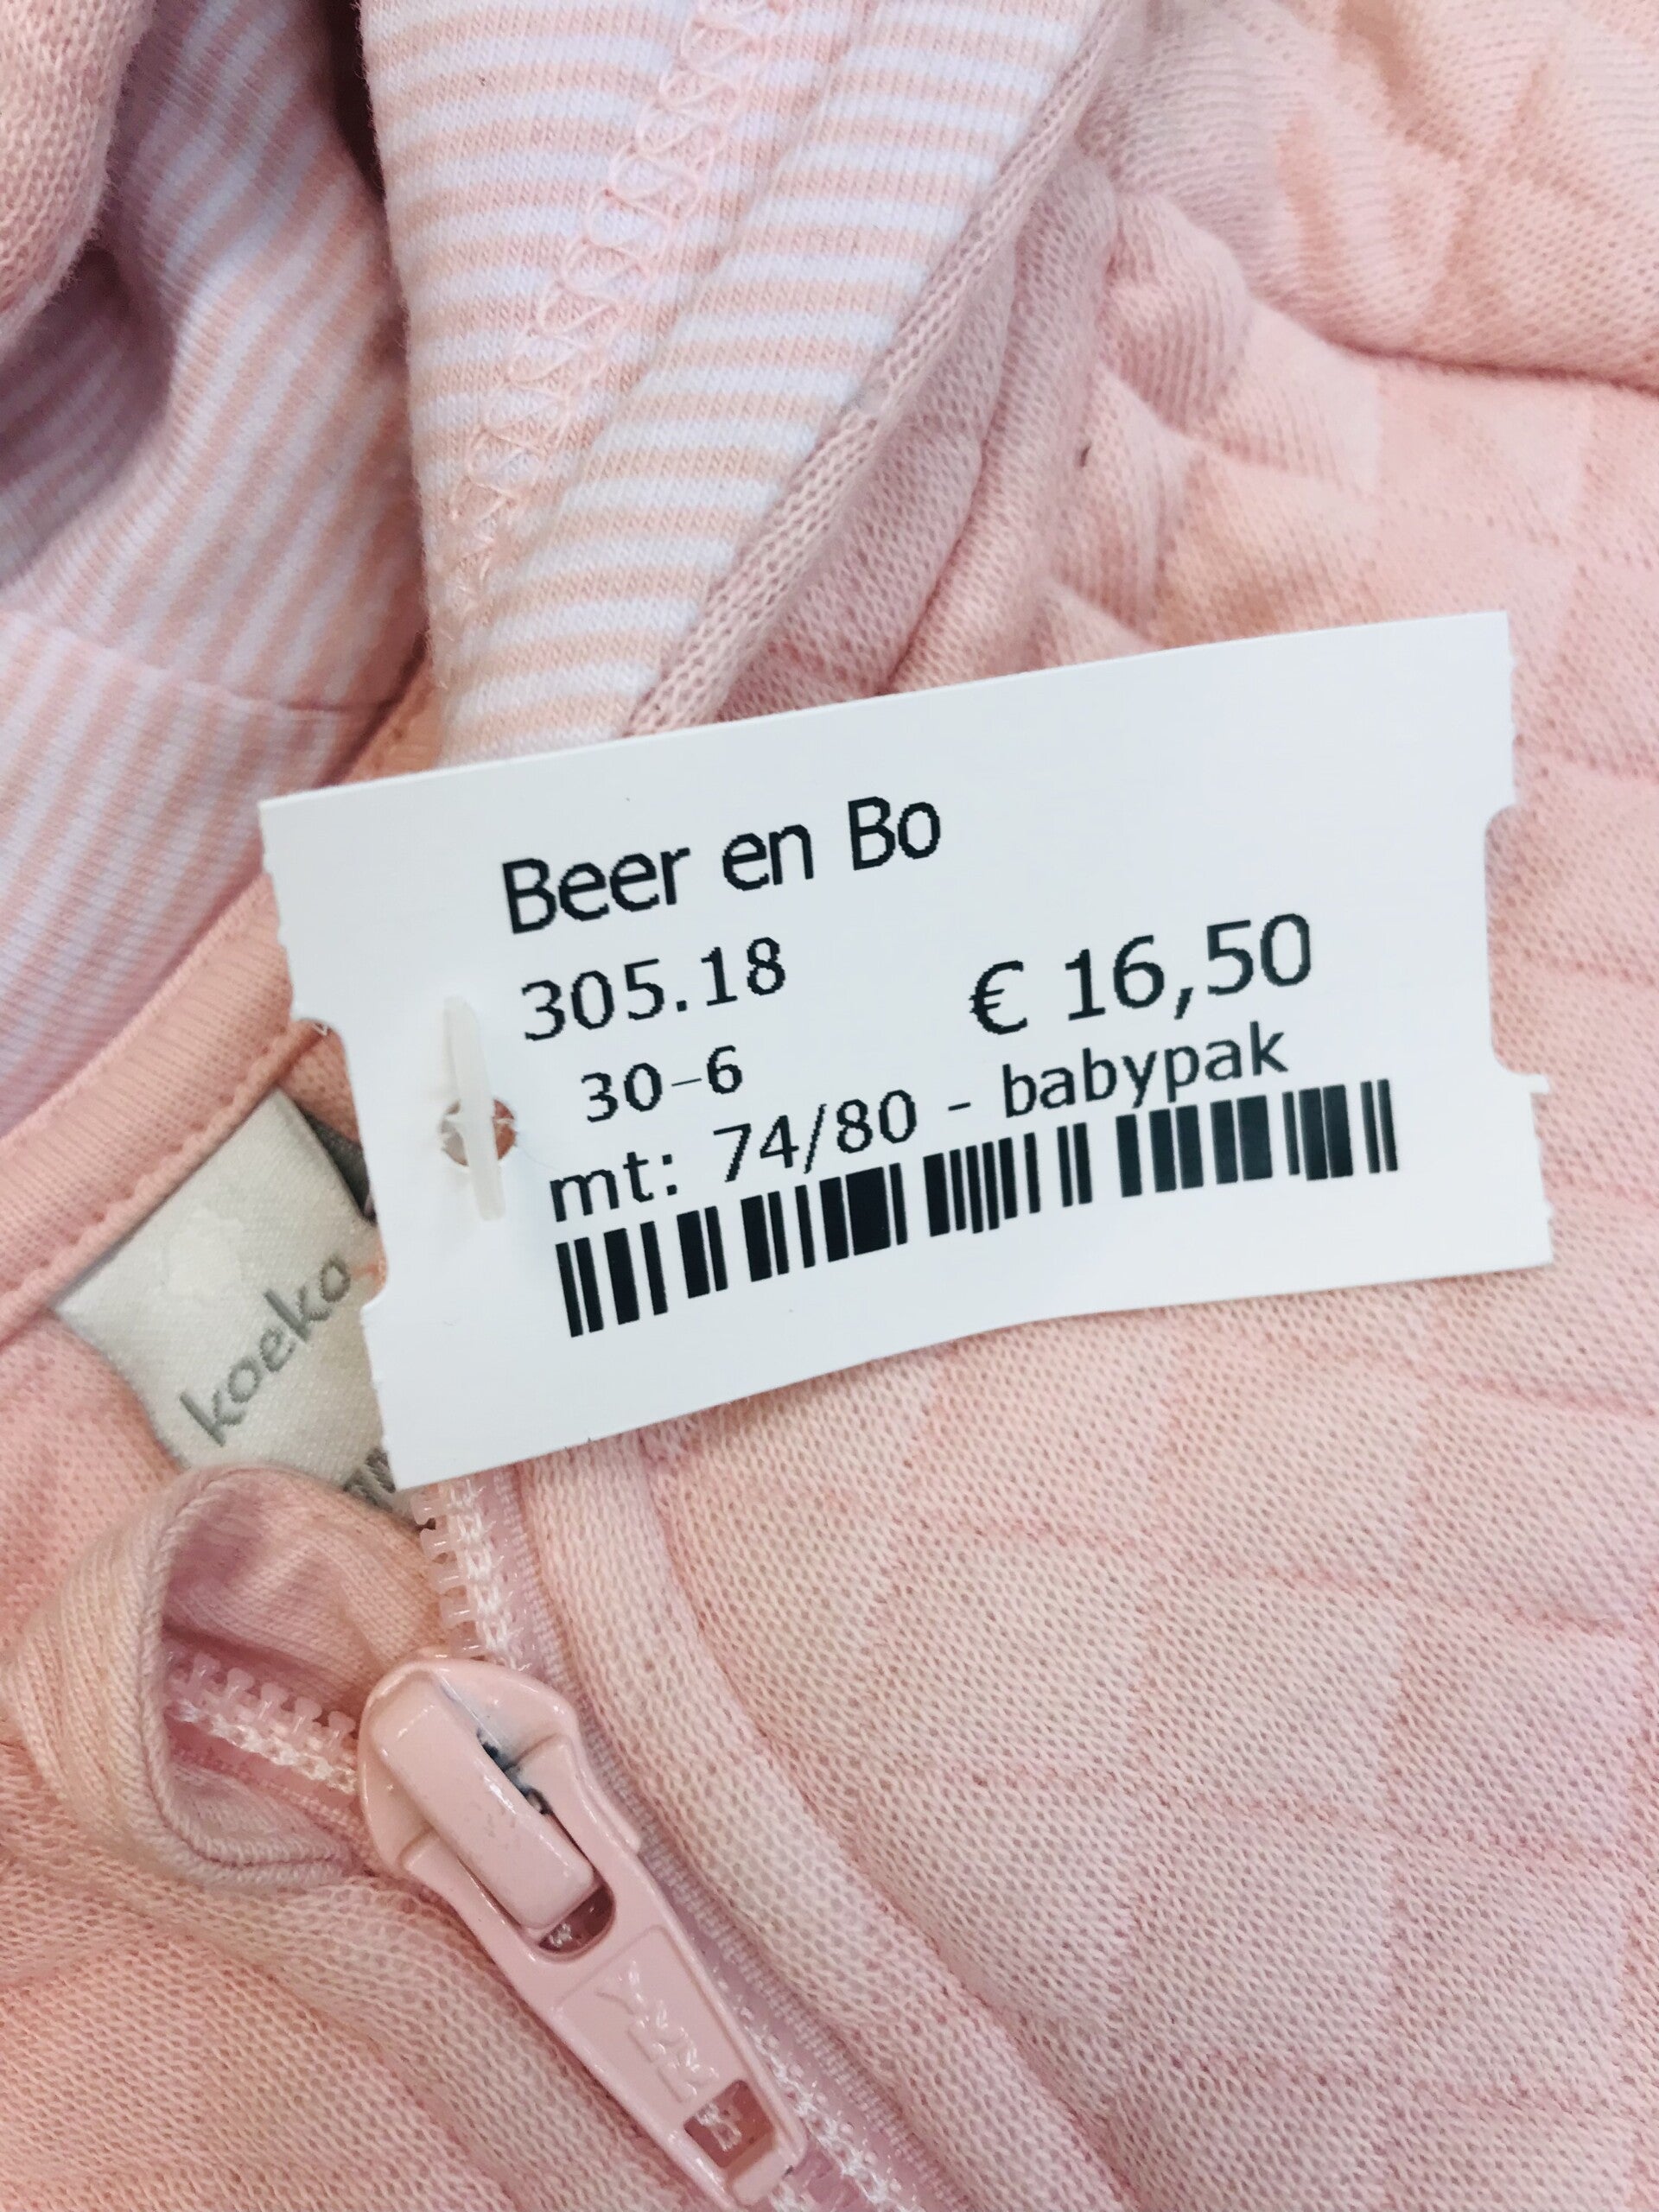 Beer en Bo
305.18
€ 16,50
30-6
mt: 74/80 - babypak
koeko